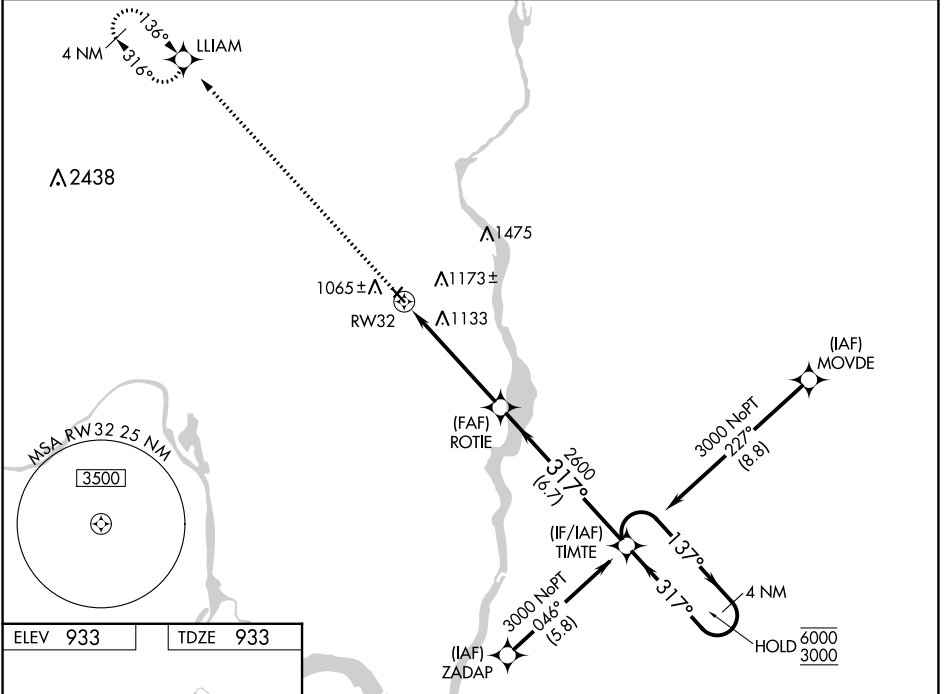 136°
316°
4 NM
LLIAM
2438
1475
1173±
1065±
1133
RW32
(IAF)
MOVDE
3000 NoPT
227°
(8.8)
(FAF)
ROTIE
2600
317°
(6.7)
(IF/IAF)
TIMTE
137°
317°
4 NM
HOLD 6000
3000
3000 NoPT
046°
(5.8)
(IAF)
ZADAP
MSA RW32 25 NM
3500
ELEV 933
TDZE 933